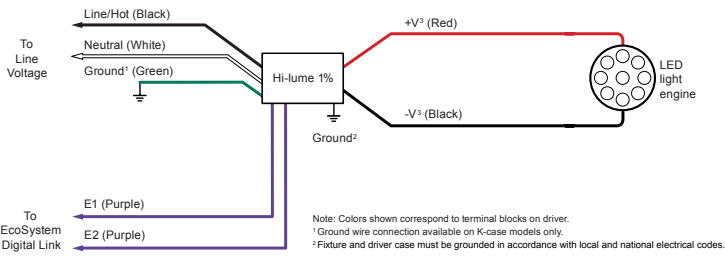 Line/Hot (Black)
To
Line
Voltage
Neutral (White)
Ground¹ (Green)
Hi-lume 1%
Ground²
+V³ (Red)
-V³ (Black)
LED
light
engine
To
EcoSystem
Digital Link
E1 (Purple)
E2 (Purple)
Note: Colors shown correspond to terminal blocks on driver.
¹ Ground wire connection available on K-case models only.
² Fixture and driver case must be grounded in accordance with local and national electrical codes.